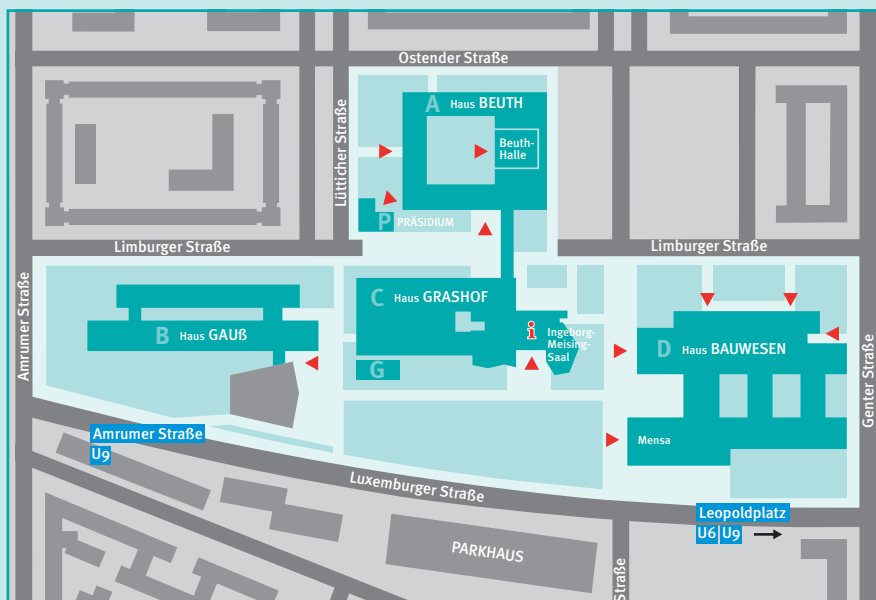 Ostender Straße
A Haus BEUTH
Beuth-
Halle
Lütticher Straße
P PRÄSIDIUM
Limburger Straße
Limburger Straße
Amrumer Straße
C Haus GRASHOF
B Haus GAUß
i Ingeborg-
Meising-
Saal
D Haus BAUWESEN
Genter Straße
G
Mensa
Amrumer Straße
U9
Luxemburger Straße
Leopoldplatz
U6 U9
PARKHAUS
Straße